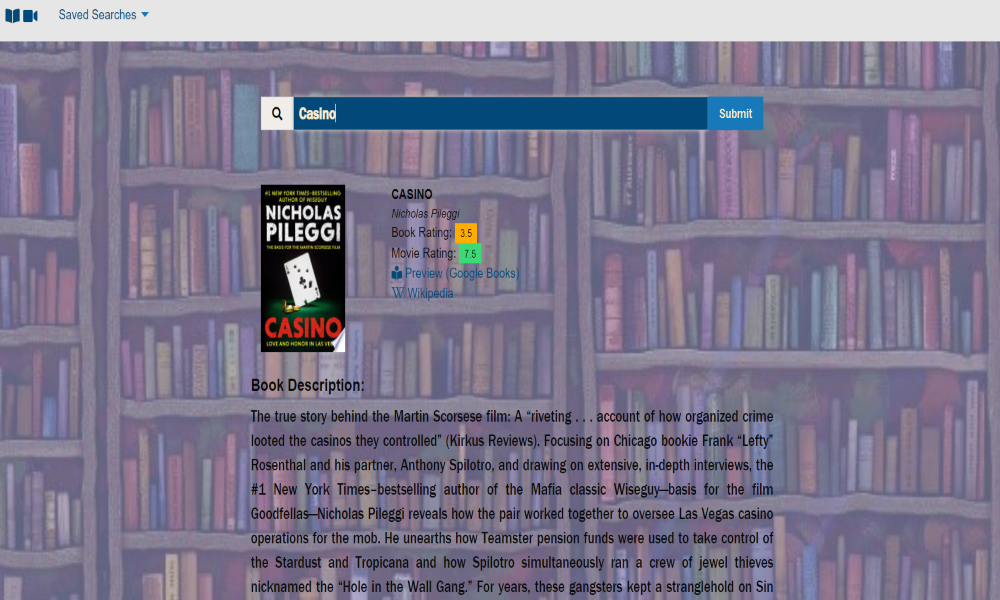 Saved Searches
Casino
Submit
#1 NEW YORK TIMES–BESTSELLING
AUTHOR OF WISEGUY
NICHOLAS
PILEGGI
THE BASIS FOR THE MARTIN SCORSESE FILM
CASINO
LOVE AND HONOR IN LAS
CASINO
Nicholas Pileggi
Book Rating: 3.5
Movie Rating: 7.5
Preview (Google Books)
W Wikipedia
Book Description:
The true story behind the Martin Scorsese film: A “riveting . . . account of how organized crime
looted the casinos they controlled” (Kirkus Reviews). Focusing on Chicago bookie Frank “Lefty”
Rosenthal and his partner, Anthony Spilotro, and drawing on extensive, in-depth interviews, the
#1 New York Times–bestselling author of the Mafia classic Wiseguy—basis for the film
Goodfellas—Nicholas Pileggi reveals how the pair worked together to oversee Las Vegas casino
operations for the mob. He unearths how Teamster pension funds were used to take control of
the Stardust and Tropicana and how Spilotro simultaneously ran a crew of jewel thieves
nicknamed the “Hole in the Wall Gang.” For years, these gangsters kept a stranglehold on Sin